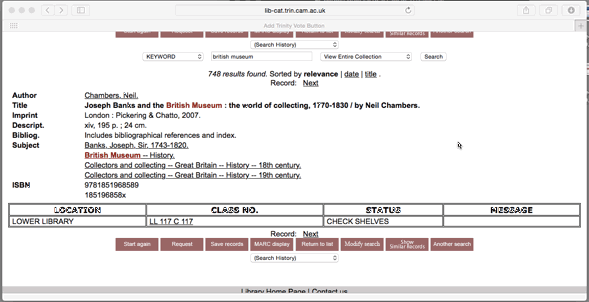 lib-cat.trin.cam.ac.uk
Add Trinity Vote Button
Similar Records
(Search History)
KEYWORD british museum View Entire Collection Search
748 results found. Sorted by relevance | date | title .
Record: Next
Author Chambers, Neil.
Title Joseph Banks and the British Museum : the world of collecting, 1770-1830 / by Neil Chambers.
Imprint London : Pickering & Chatto, 2007.
Descript. xiv, 195 p. ; 24 cm.
Bibliog. Includes bibliographical references and index.
Subject Banks, Joseph, Sir, 1743-1820.
British Museum -- History.
Collectors and collecting -- Great Britain -- History -- 18th century.
Collectors and collecting -- Great Britain -- History -- 19th century.
ISBN 9781851968589
185196858x
LOCATION CLASS NO. STATUS MESSAGE
LOWER LIBRARY LL 117 C 117 CHECK SHELVES
Record: Next
Start again Request Save records MARC display Return to list Modify search Show Similar Records Another search
(Search History)
Library Home Page | Contact us